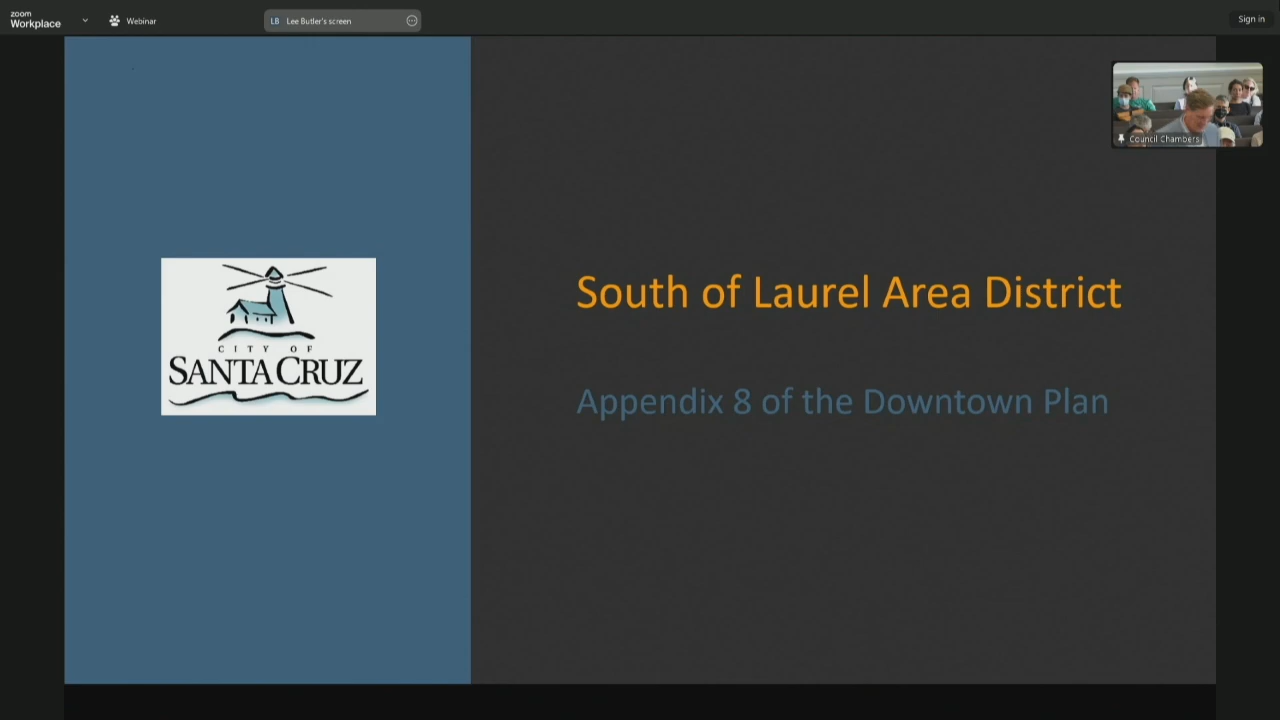 zoom
Workplace
Webinar
LB Lee Butler's screen
Sign in
Council Chambers
CITY OF
SANTA CRUZ
South of Laurel Area District
Appendix 8 of the Downtown Plan